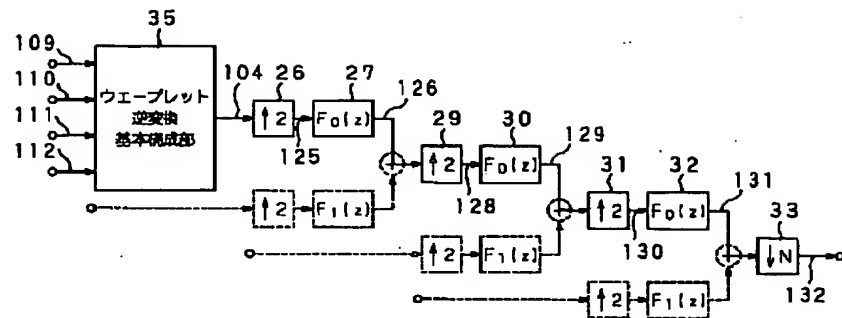 35
109
110
111
112
ウエーブレット
逆変換
基本構成部
104
26
27
126
↑2
F₀(z)
125
29
30
129
↑2
F₀(z)
128
31
32
131
↑2
F₀(z)
130
33
↓N
132
↑2
F₁(z)
↑2
F₁(z)
↑2
F₁(z)